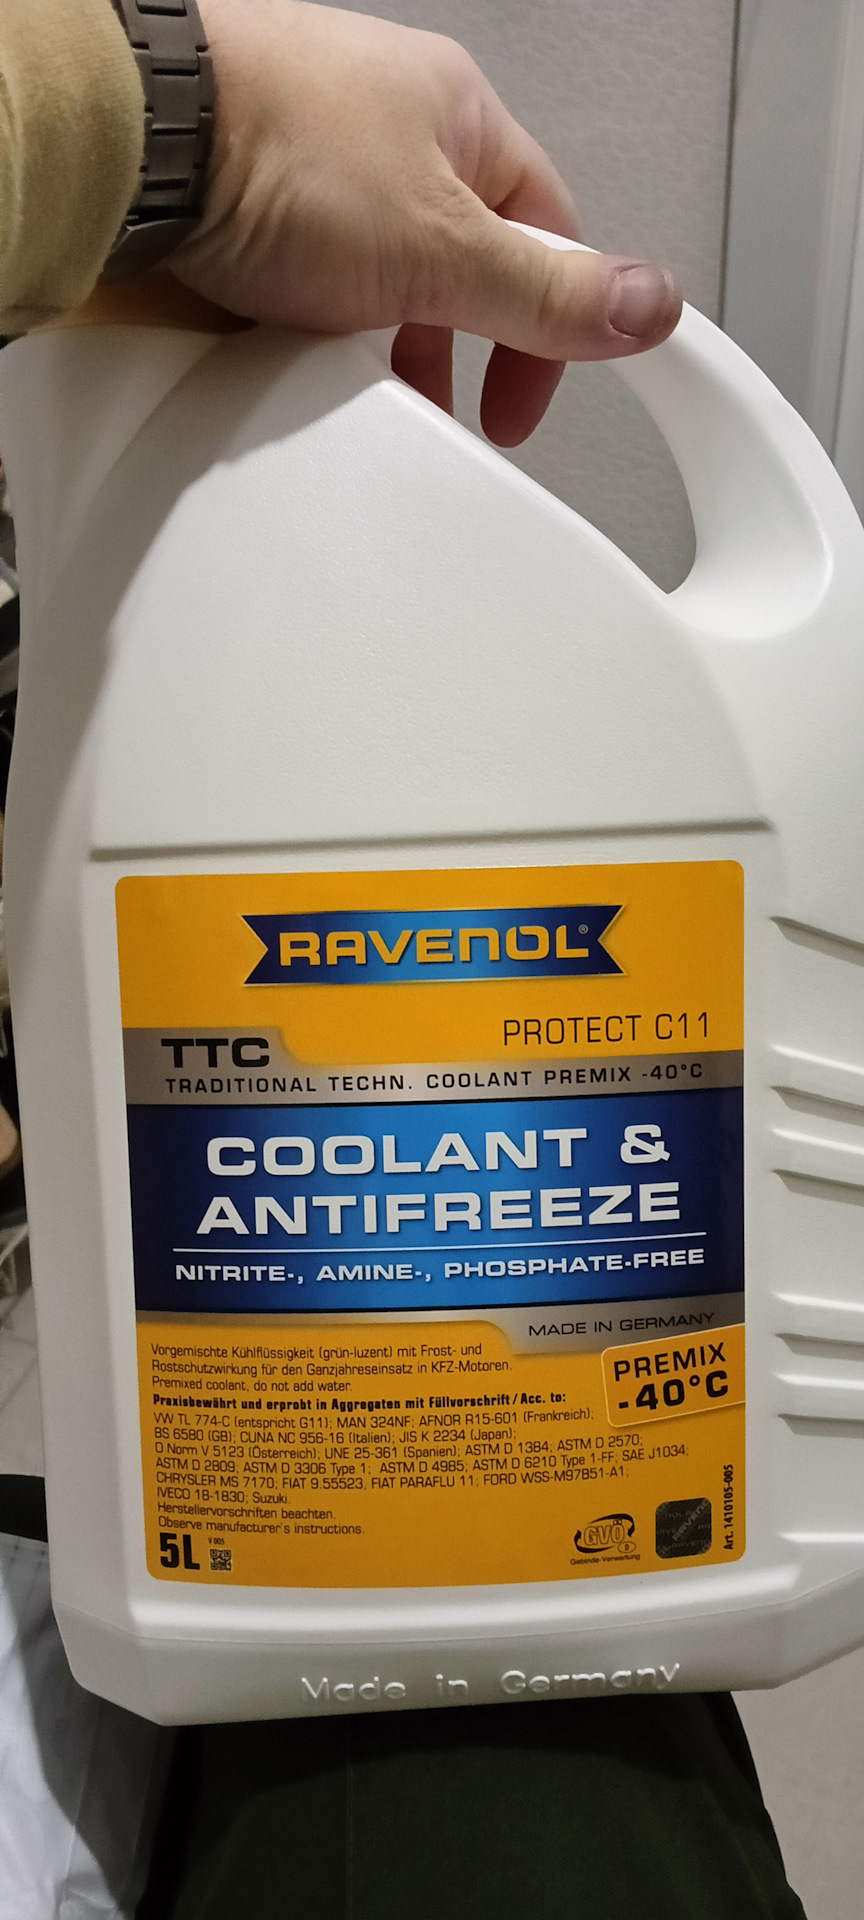 RAVENOL®
PROTECT C11
TTC
TRADITIONAL TECHN. COOLANT PREMIX -40°C
COOLANT &
ANTIFREEZE
NITRITE-, AMINE-, PHOSPHATE-FREE
MADE IN GERMANY
Vorgemischte Kühlflüssigkeit (grün-luzent) mit Frost- und
Rostschutzwirkung für den Ganzjahreseinsatz in KFZ-Motoren.
Premixed coolant, do not add water.
PREMIX
-40°C
Praxisbewährt und erprobt in Aggregaten mit Füllvorschrift/Acc. to:
VW TL 774-C (entspricht G11); MAN 324NF; AFNOR R15-601 (Frankreich);
BS 6580 (GB); CUNA NC 956-16 (Italien); JIS K 2234 (Japan);
O Norm V 5123 (Österreich); UNE 25-361 (Spanien); ASTM D 1384; ASTM D 2570;
ASTM D 2809; ASTM D 3306 Type 1; ASTM D 4985; ASTM D 6210 Type 1-FF; SAE J1034;
CHRYSLER MS 7170; FIAT 9.55523, FIAT PARAFLU 11; FORD WSS-M97B51-A1;
IVECO 18-1830; Suzuki.
Herstellervorschriften beachten.
Observe manufacturer's instructions.
5L
V 005
GVÖ
D
Gebinde-Verwertung
Art. 1410105-005
Made in Germany